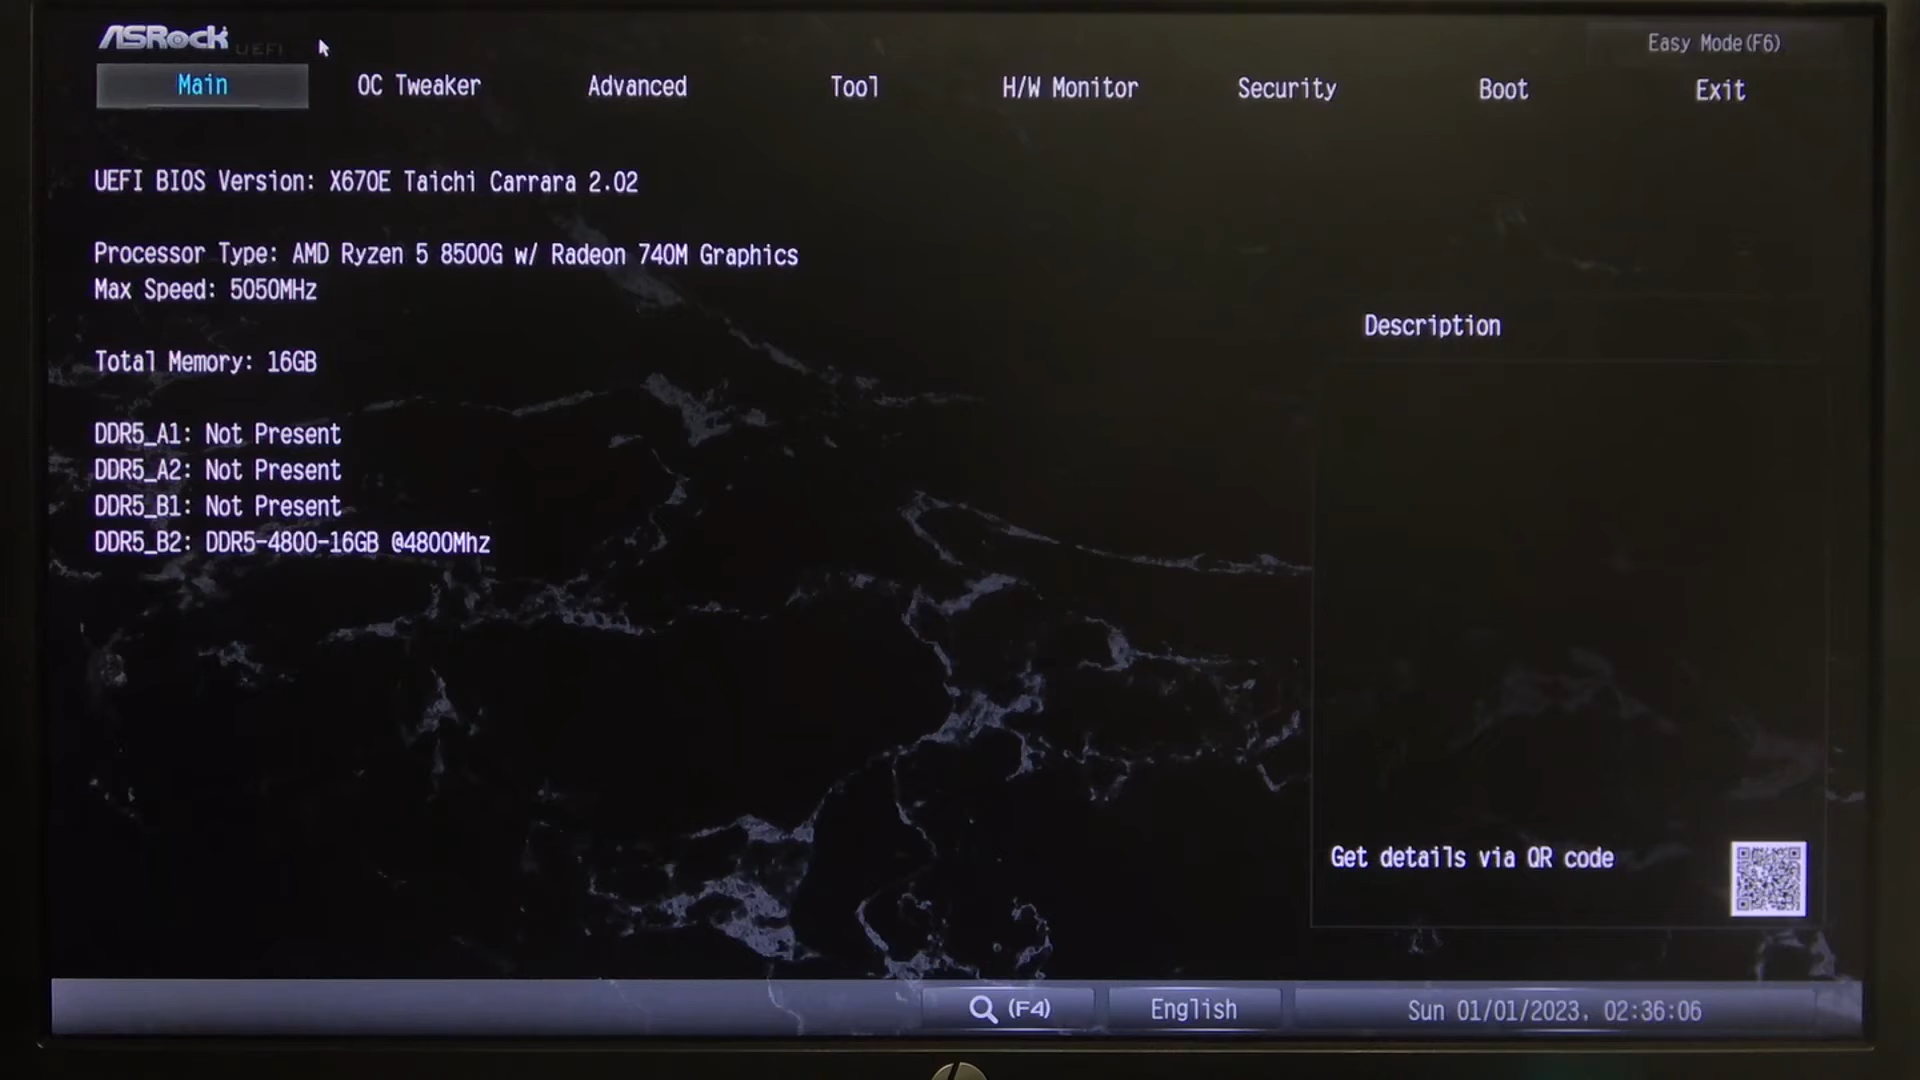 ASRock UEFI
Easy Mode(F6)
Main OC Tweaker Advanced Tool H/W Monitor Security Boot Exit
UEFI BIOS Version: X670E Taichi Carrara 2.02
Processor Type: AMD Ryzen 5 8500G w/ Radeon 740M Graphics
Max Speed: 5050MHz
Total Memory: 16GB
DDR5_A1: Not Present
DDR5_A2: Not Present
DDR5_B1: Not Present
DDR5_B2: DDR5-4800-16GB @4800Mhz
Description
Get details via QR code
(F4) English Sun 01/01/2023, 02:36:06